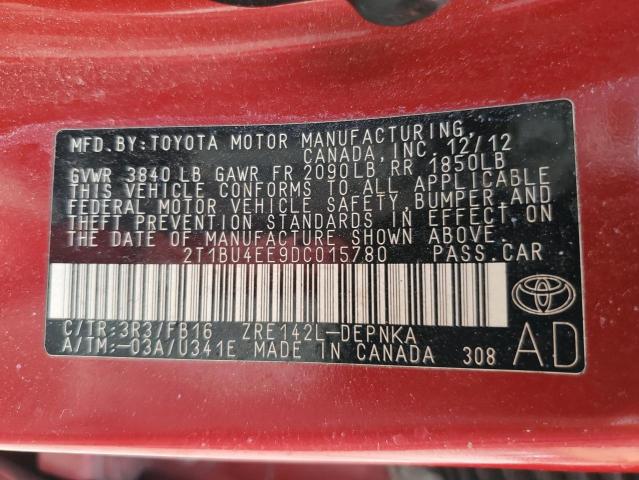 MFD.BY:TOYOTA MOTOR MANUFACTURING,
CANADA,INC. 12/12
GVWR 3840LB GAWR FR 2090LB RR 1850LB
THIS VEHICLE CONFORMS TO ALL APPLICABLE
FEDERAL MOTOR VEHICLE SAFETY, BUMPER, AND
THEFT PREVENTION STANDARDS IN EFFECT ON
THE DATE OF MANUFACTURE SHOWN ABOVE.
2T1BU4EE9DC015780 PASS.CAR
C/TR:3R3/FB16 ZRE142L-DEPNKA
A/TM:-03A/U341E MADE IN CANADA 308
AD